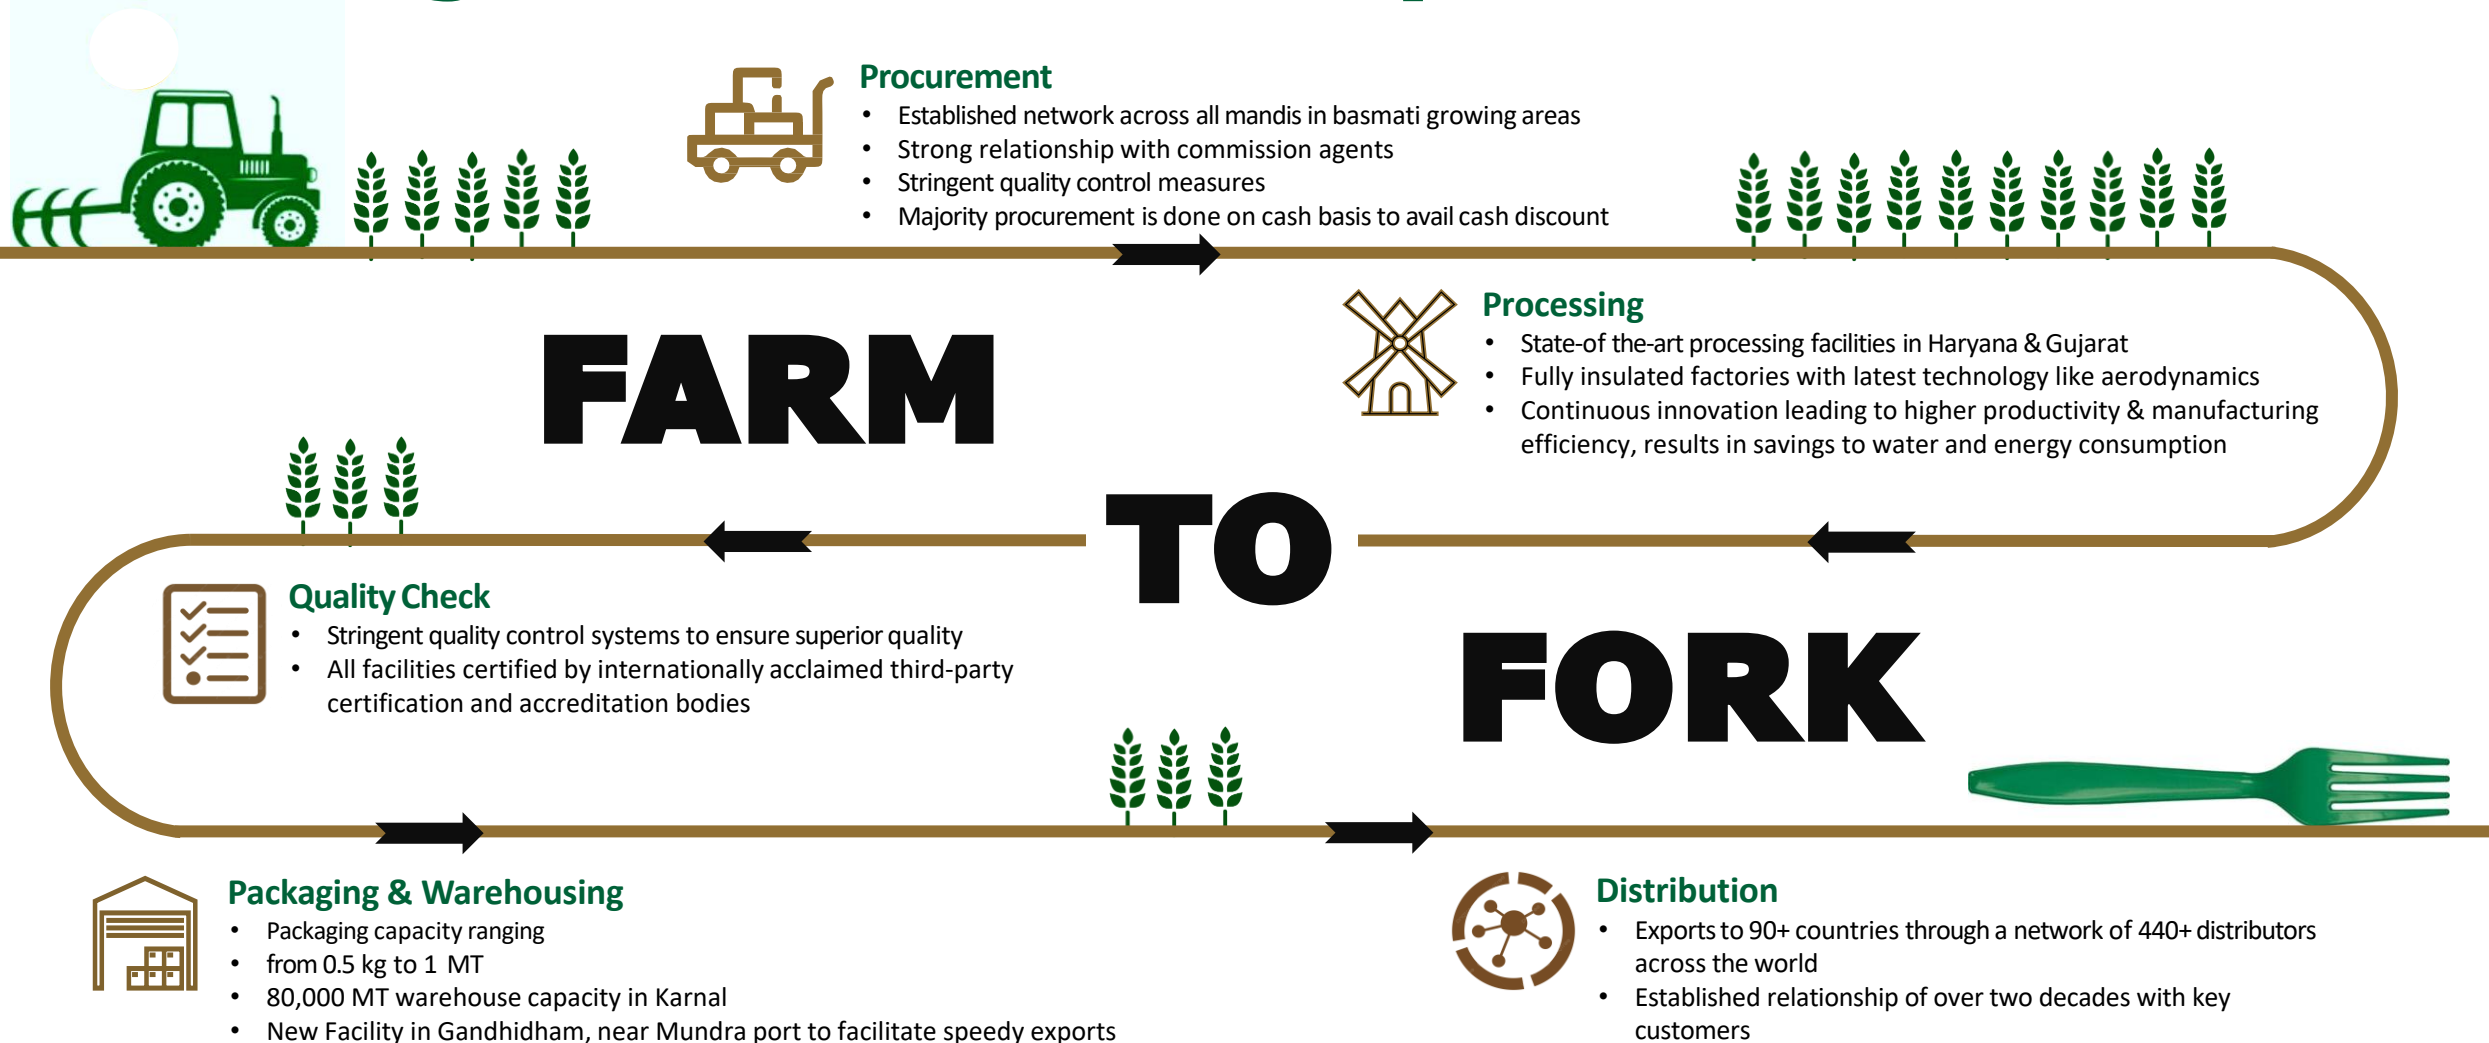 Procurement
• Established network across all mandis in basmati growing areas
• Strong relationship with commission agents
• Stringent quality control measures
• Majority procurement is done on cash basis to avail cash discount
Processing
• State-of the-art processing facilities in Haryana & Gujarat
• Fully insulated factories with latest technology like aerodynamics
• Continuous innovation leading to higher productivity & manufacturing
efficiency, results in savings to water and energy consumption
FARM
TO
FORK
Quality Check
• Stringent quality control systems to ensure superior quality
• All facilities certified by internationally acclaimed third-party
certification and accreditation bodies
Packaging & Warehousing
• Packaging capacity ranging
• from 0.5 kg to 1 MT
• 80,000 MT warehouse capacity in Karnal
• New Facility in Gandhidham, near Mundra port to facilitate speedy exports
Distribution
• Exports to 90+ countries through a network of 440+ distributors
across the world
• Established relationship of over two decades with key
customers